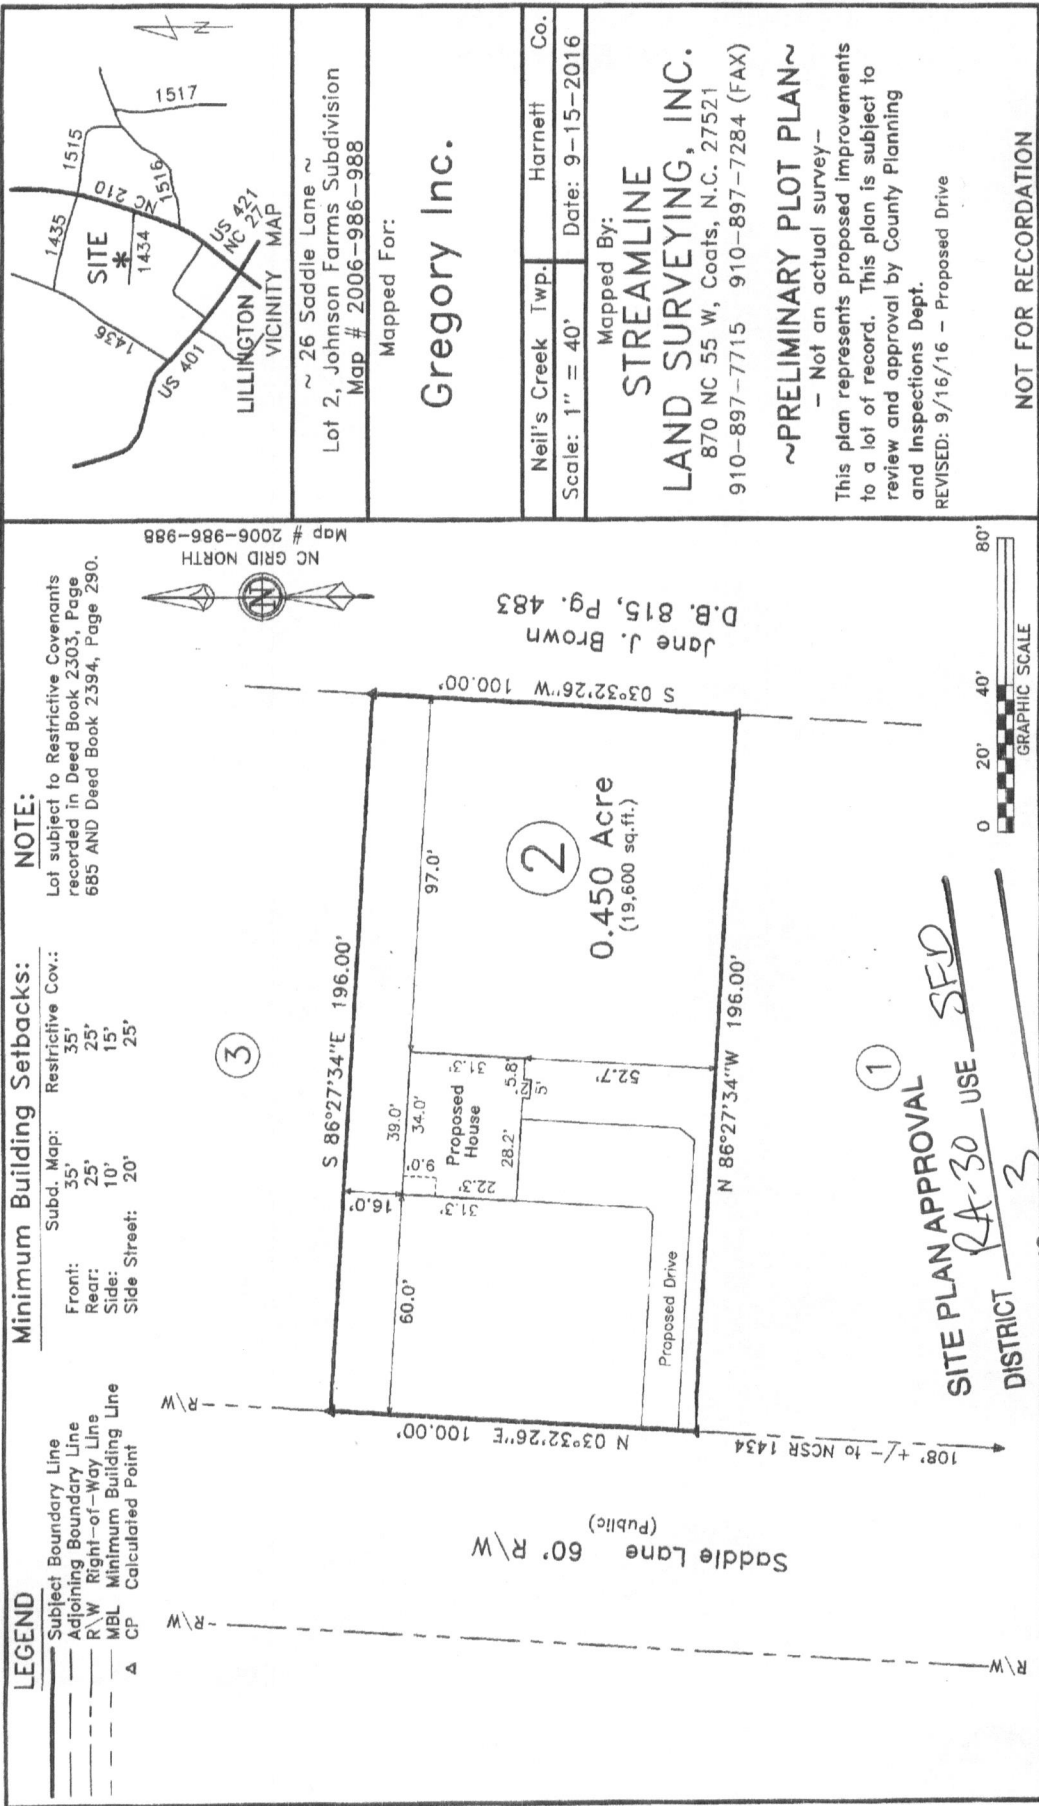 LEGEND
Subject Boundary Line
Adjoining Boundary Line
R\W Right-of-Way Line
MBL Minimum Building Line
CP Calculated Point
Minimum Building Setbacks:
Subd. Map: Restrictive Cov.:
Front: 35' 35'
Rear: 25' 25'
Side: 10' 15'
Side Street: 20' 25'
NOTE:
Lot subject to Restrictive Covenants
recorded in Deed Book 2303, Page
685 AND Deed Book 2394, Page 290.
NC GRID NORTH
Map # 2006-986-988
N
R\W
R\W
R\W
Saddle Lane 60' R\W
(Public)
108' +/- to NCSR 1434
N 03°32'26"E 100.00'
S 86°27'34"E 196.00'
S 03°32'26"W 100.00'
N 86°27'34"W 196.00'
3
2
0.450 Acre
(19,600 sq.ft.)
1
60.0'
16.0'
39.0'
34.0'
97.0'
9.0'
31.3'
22.3'
31.3'
Proposed
House
28.2'
5.8'
2'
5'
52.7'
Proposed Drive
Jane J. Brown
D.B. 815, Pg. 483
SITE PLAN APPROVAL
DISTRICT RA-30 USE SFD
3
0 20' 40' 80'
GRAPHIC SCALE
N
1435
1515
1517
1516
NC 210
SITE
*
1434
1436
US 401
US 421
NC 27
LILLINGTON
VICINITY MAP
~ 26 Saddle Lane ~
Lot 2, Johnson Farms Subdivision
Map # 2006-986-988
Mapped For:
Gregory Inc.
Neil's Creek Twp. Harnett Co.
Scale: 1" = 40' Date: 9-15-2016
Mapped By:
STREAMLINE
LAND SURVEYING, INC.
870 NC 55 W, Coats, N.C. 27521
910-897-7715 910-897-7284 (FAX)
~PRELIMINARY PLOT PLAN~
- Not an actual survey-
This plan represents proposed improvements
to a lot of record. This plan is subject to
review and approval by County Planning
and Inspections Dept.
REVISED: 9/16/16 - Proposed Drive
NOT FOR RECORDATION